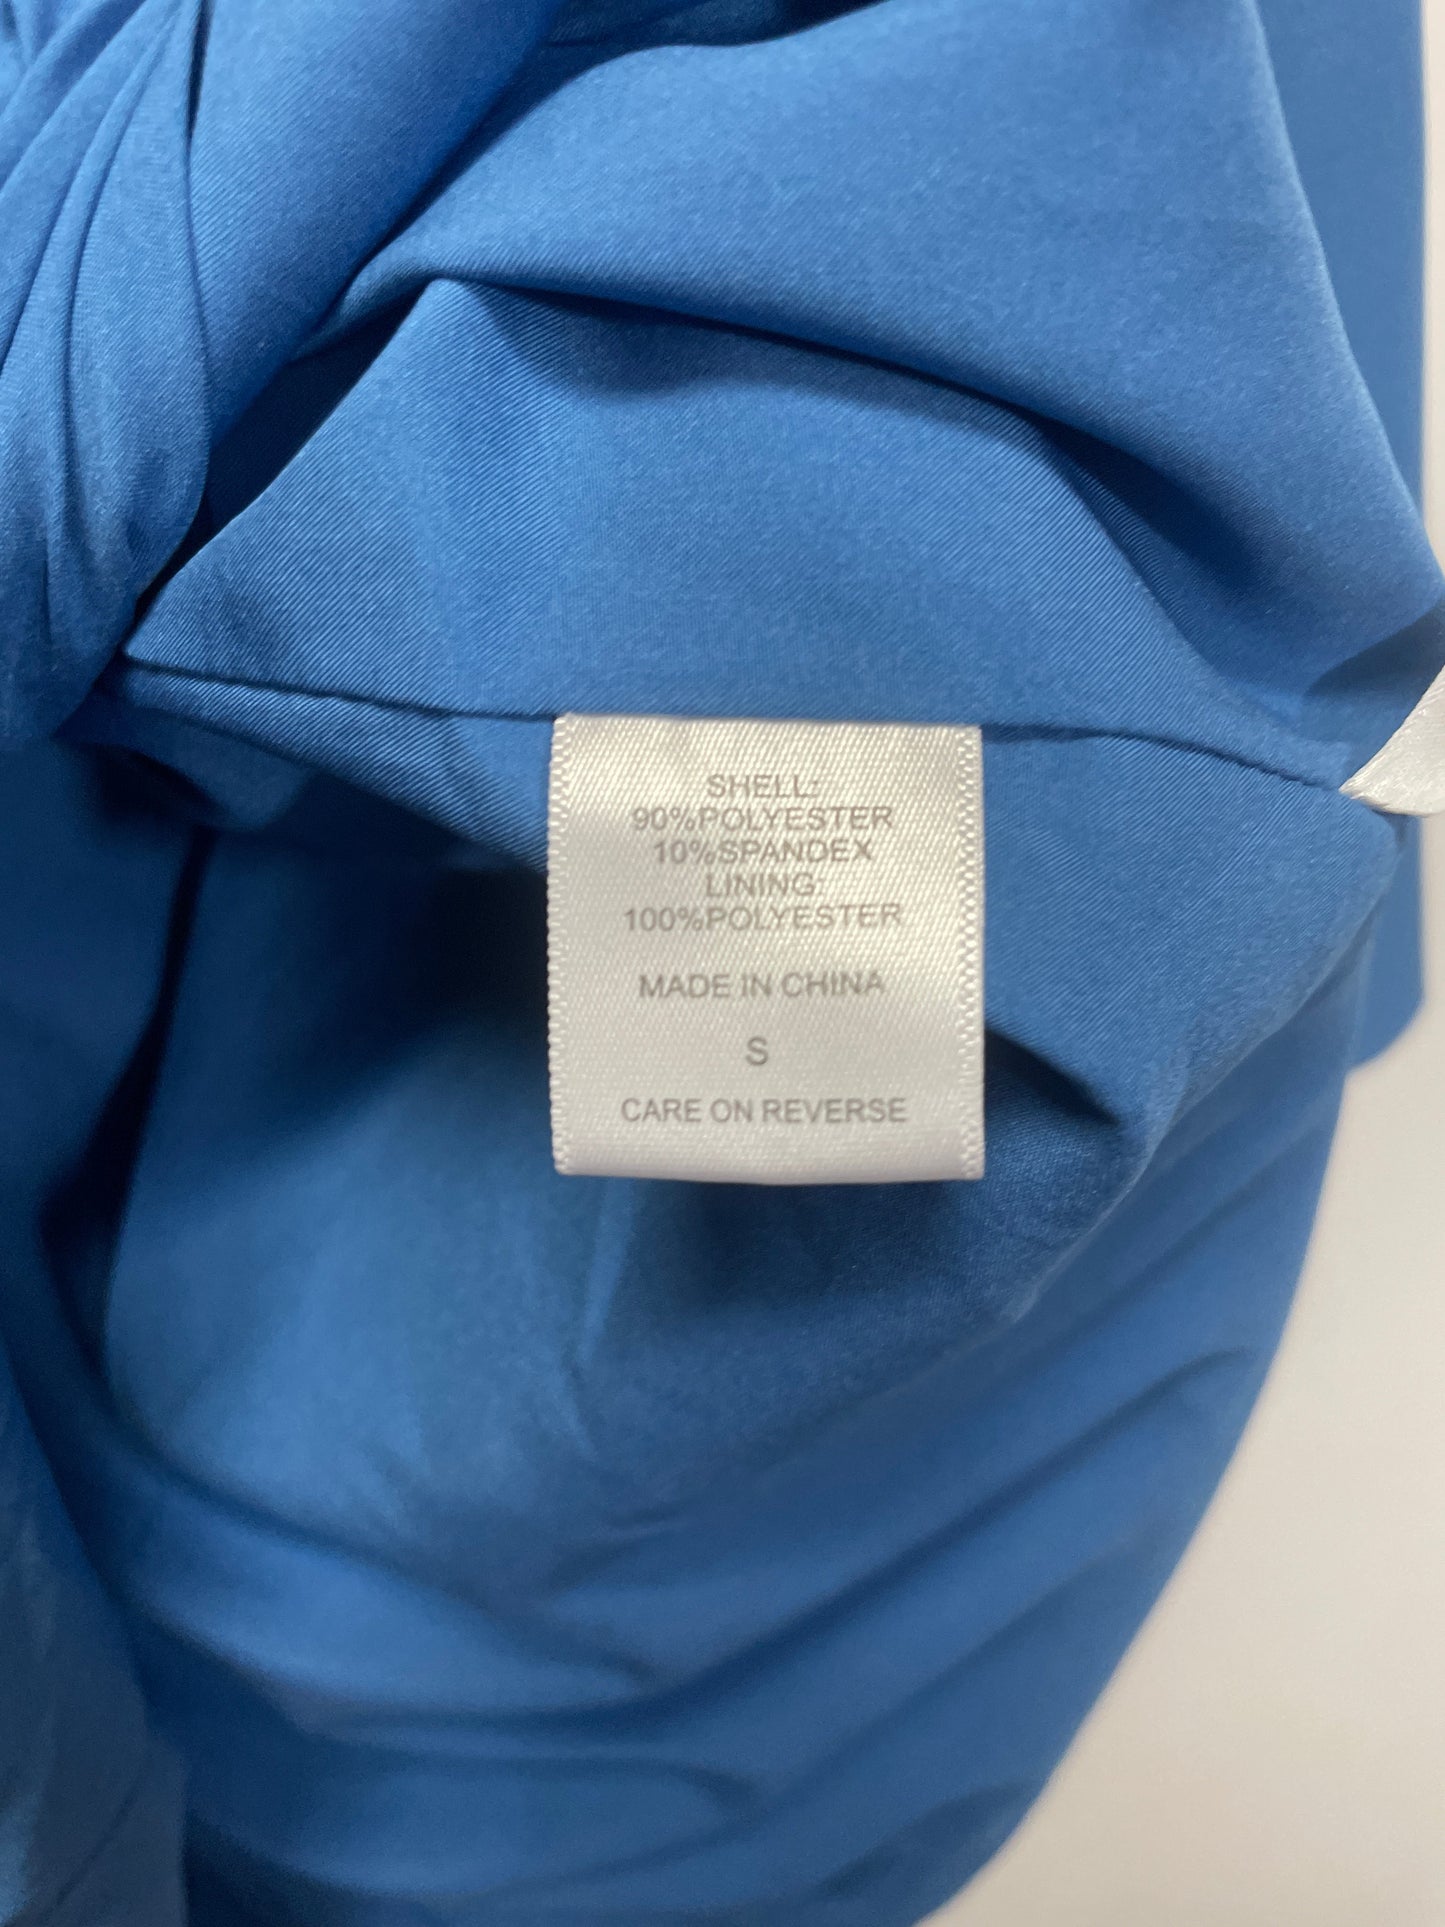 SHELL:
90%POLYESTER
10%SPANDEX
LINING:
100%POLYESTER
MADE IN CHINA
S
CARE ON REVERSE